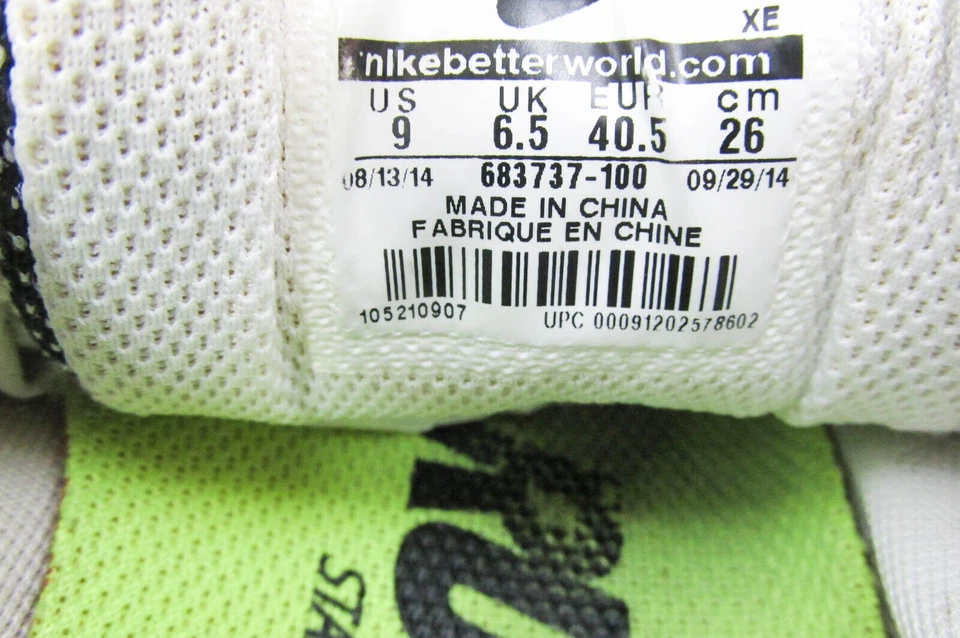 XE
nikebetterworld.com
US UK EUR cm
9 6.5 40.5 26
08/13/14 683737-100 09/29/14
MADE IN CHINA
FABRIQUE EN CHINE
105210907 UPC 00091202578602